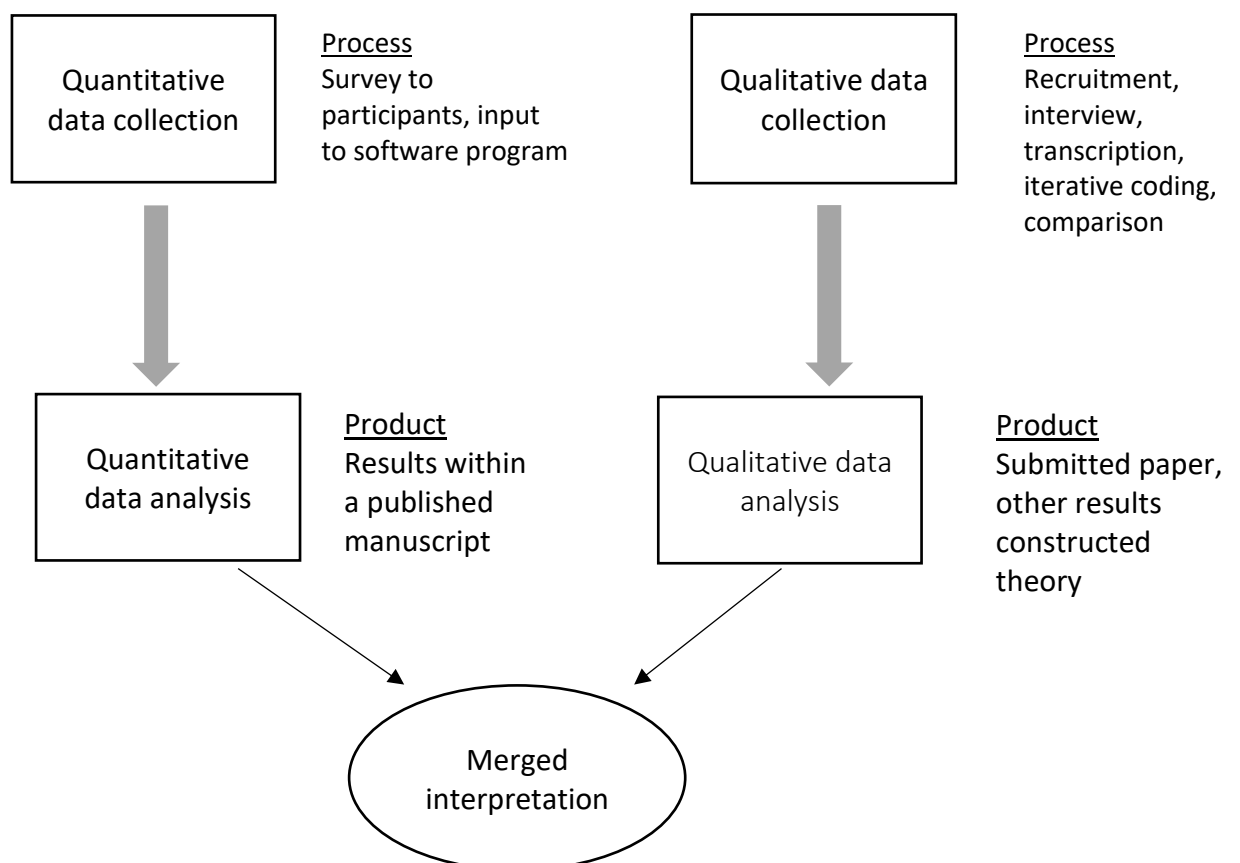 Quantitative
data collection
Process
Survey to
participants, input
to software program
Qualitative data
collection
Process
Recruitment,
interview,
transcription,
iterative coding,
comparison
Quantitative
data analysis
Product
Results within
a published
manuscript
Qualitative data
analysis
Product
Submitted paper,
other results
constructed
theory
Merged
interpretation